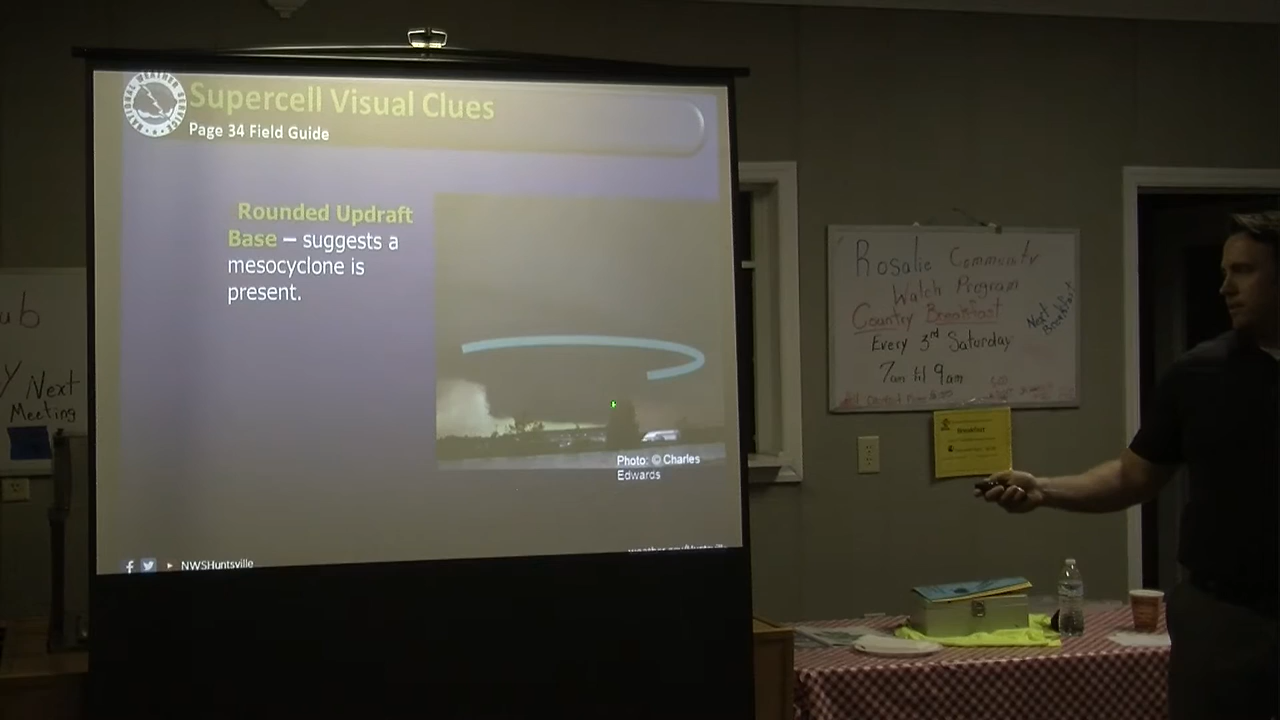 Supercell Visual Clues
Page 34 Field Guide
Rounded Updraft
Base – suggests a
mesocyclone is
present.
Photo: © Charles
Edwards
NWSHuntsville
ub
y Next
Meeting
Rosalie Community
Watch Program
Country Breakfast
Every 3rd Saturday
7am til 9am
Next
Breakfast
Breakfast